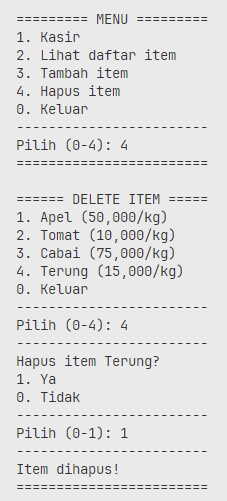 ========= MENU =========
1. Kasir
2. Lihat daftar item
3. Tambah item
4. Hapus item
0. Keluar
------------------------
Pilih (0-4): 4
========================
====== DELETE ITEM =====
1. Apel (50,000/kg)
2. Tomat (10,000/kg)
3. Cabai (75,000/kg)
4. Terung (15,000/kg)
0. Keluar
------------------------
Pilih (0-4): 4
------------------------
Hapus item Terung?
1. Ya
0. Tidak
------------------------
Pilih (0-1): 1
------------------------
Item dihapus!
========================